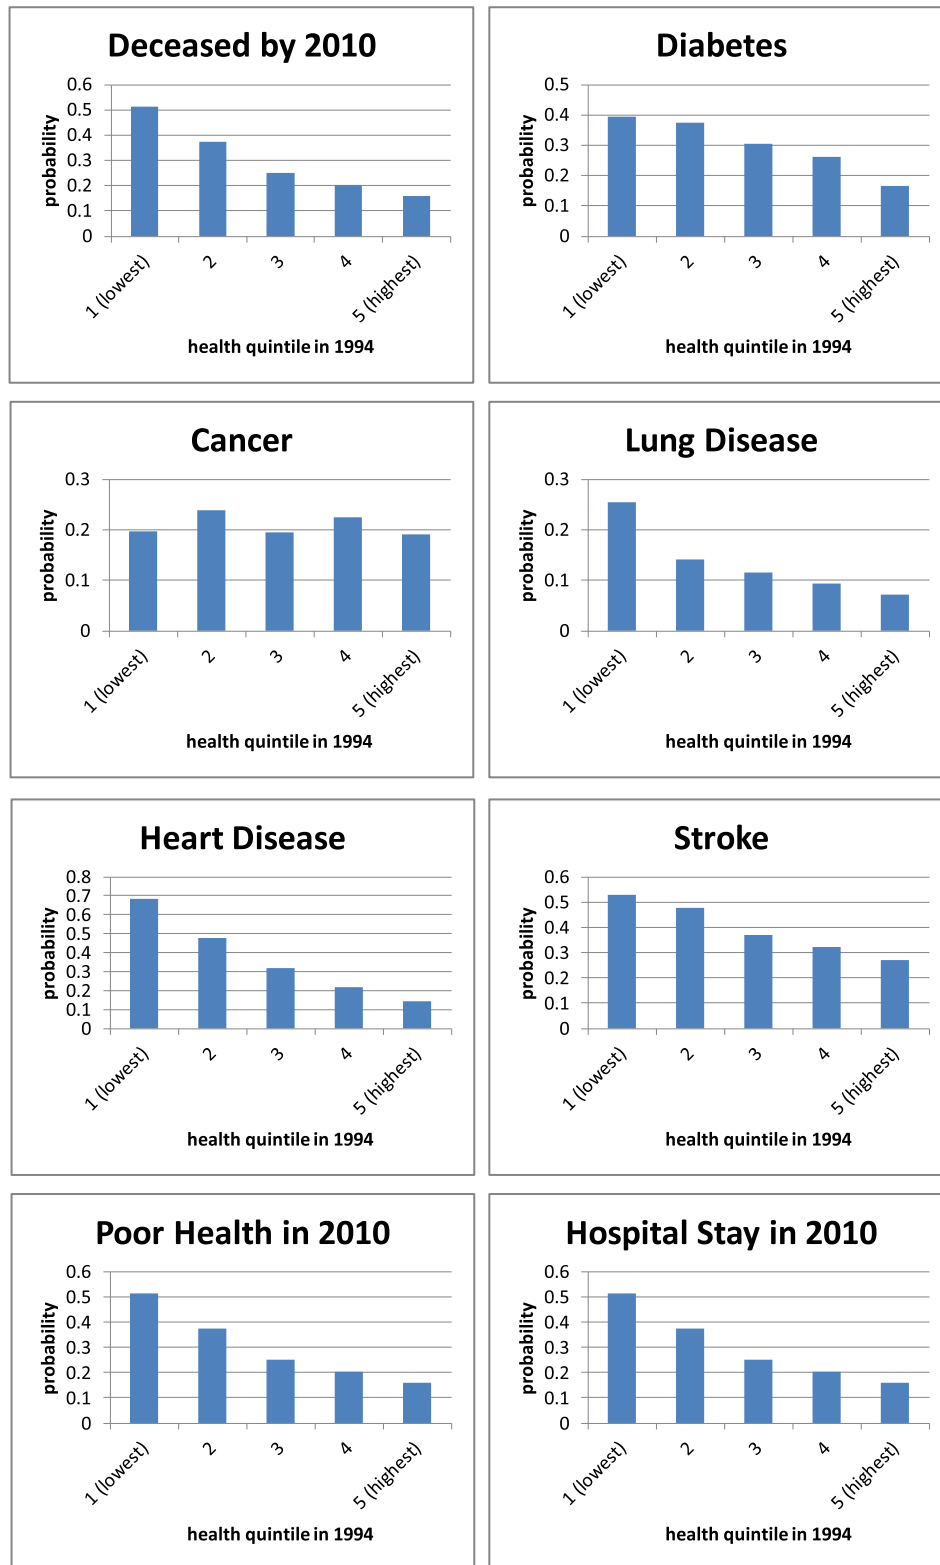 Deceased by 2010
probability
0.6
0.5
0.4
0.3
0.2
0.1
0
1 (lowest)
2
3
4
5 (highest)
health quintile in 1994
Diabetes
probability
0.5
0.4
0.3
0.2
0.1
0
1 (lowest)
2
3
4
5 (highest)
health quintile in 1994
Cancer
probability
0.3
0.2
0.1
0
1 (lowest)
2
3
4
5 (highest)
health quintile in 1994
Lung Disease
probability
0.3
0.2
0.1
0
1 (lowest)
2
3
4
5 (highest)
health quintile in 1994
Heart Disease
probability
0.8
0.7
0.6
0.5
0.4
0.3
0.2
0.1
0
1 (lowest)
2
3
4
5 (highest)
health quintile in 1994
Stroke
probability
0.6
0.5
0.4
0.3
0.2
0.1
0
1 (lowest)
2
3
4
5 (highest)
health quintile in 1994
Poor Health in 2010
probability
0.6
0.5
0.4
0.3
0.2
0.1
0
1 (lowest)
2
3
4
5 (highest)
health quintile in 1994
Hospital Stay in 2010
probability
0.6
0.5
0.4
0.3
0.2
0.1
0
1 (lowest)
2
3
4
5 (highest)
health quintile in 1994